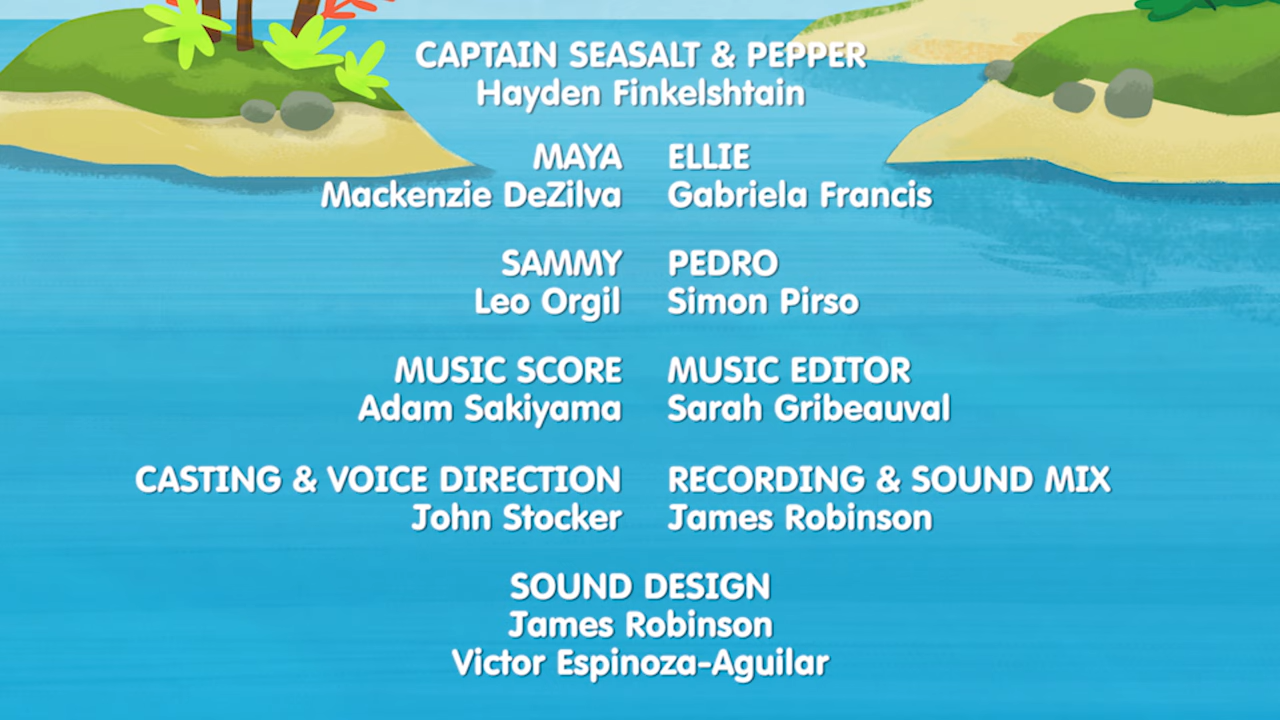 CAPTAIN SEASALT & PEPPER
Hayden Finkelshtain
MAYA
Mackenzie DeZilva
ELLIE
Gabriela Francis
SAMMY
Leo Orgil
PEDRO
Simon Pirso
MUSIC SCORE
Adam Sakiyama
MUSIC EDITOR
Sarah Gribeauval
CASTING & VOICE DIRECTION
John Stocker
RECORDING & SOUND MIX
James Robinson
SOUND DESIGN
James Robinson
Victor Espinoza-Aguilar